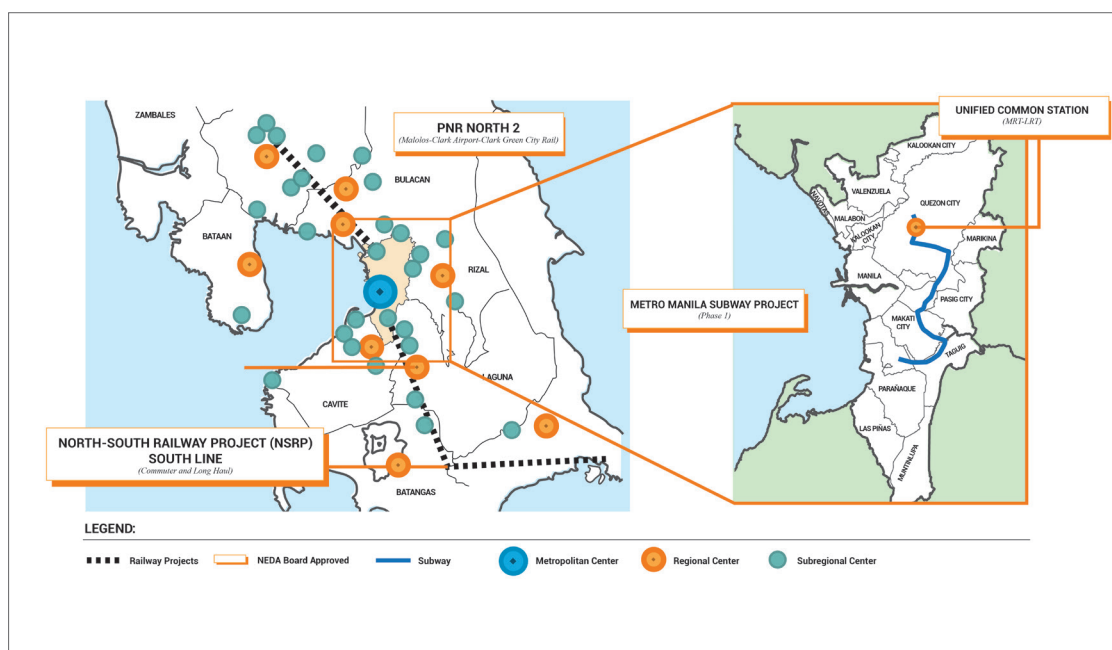 ZAMBALES
PNR NORTH 2
(Malolos-Clark Airport-Clark Green City Rail)
BULACAN
BATAAN
RIZAL
LAGUNA
CAVITE
NORTH-SOUTH RAILWAY PROJECT (NSRP)
SOUTH LINE
(Commuter and Long Haul)
BATANGAS
UNIFIED COMMON STATION
(MRT-LRT)
KALOOKAN CITY
VALENZUELA
NAVOTAS
QUEZON CITY
MALABON
KALOOKAN
CITY
MARIKINA
MANILA
METRO MANILA SUBWAY PROJECT
(Phase 1)
PASIG CITY
MAKATI
CITY
TAGUIG
PARAÑAQUE
LAS PIÑAS
MUNTINLUPA
LEGEND:
Railway Projects
NEDA Board Approved
Subway
Metropolitan Center
Regional Center
Subregional Center